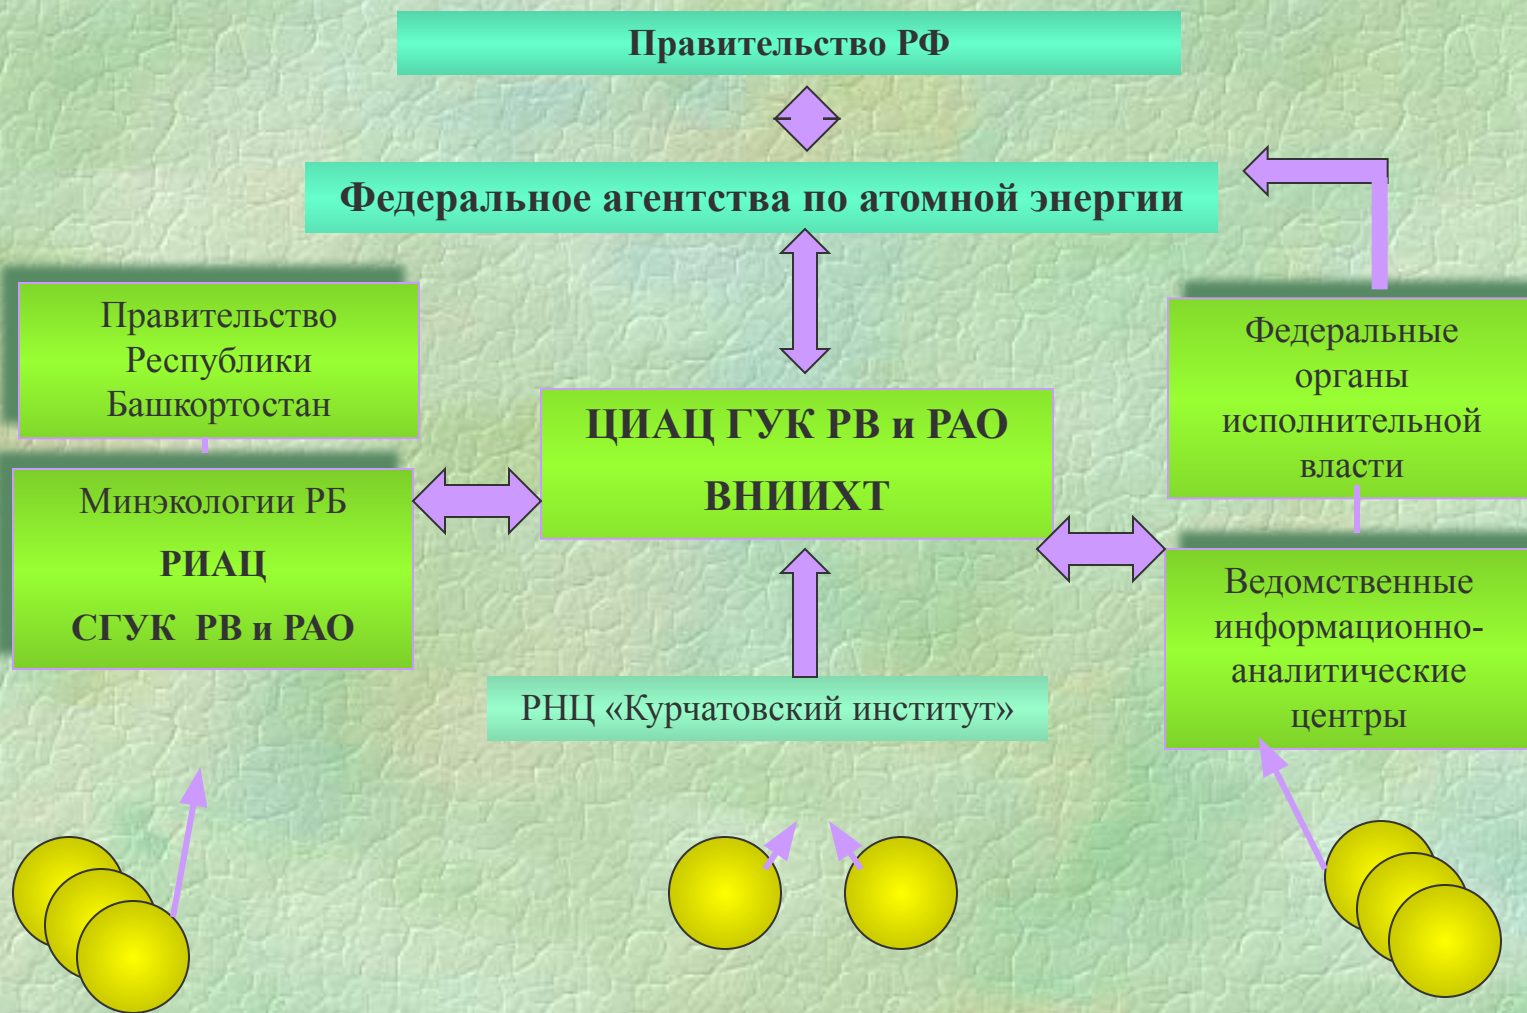 Правительство РФ
Федеральное агентства по атомной энергии
Правительство
Республики
Башкортостан
Минэкологии РБ
РИАЦ
СГУК РВ и РАО
ЦИАЦ ГУК РВ и РАО
ВНИИХТ
РНЦ «Курчатовский институт»
Федеральные
органы
исполнительной
власти
Ведомственные
информационно-
аналитические
центры